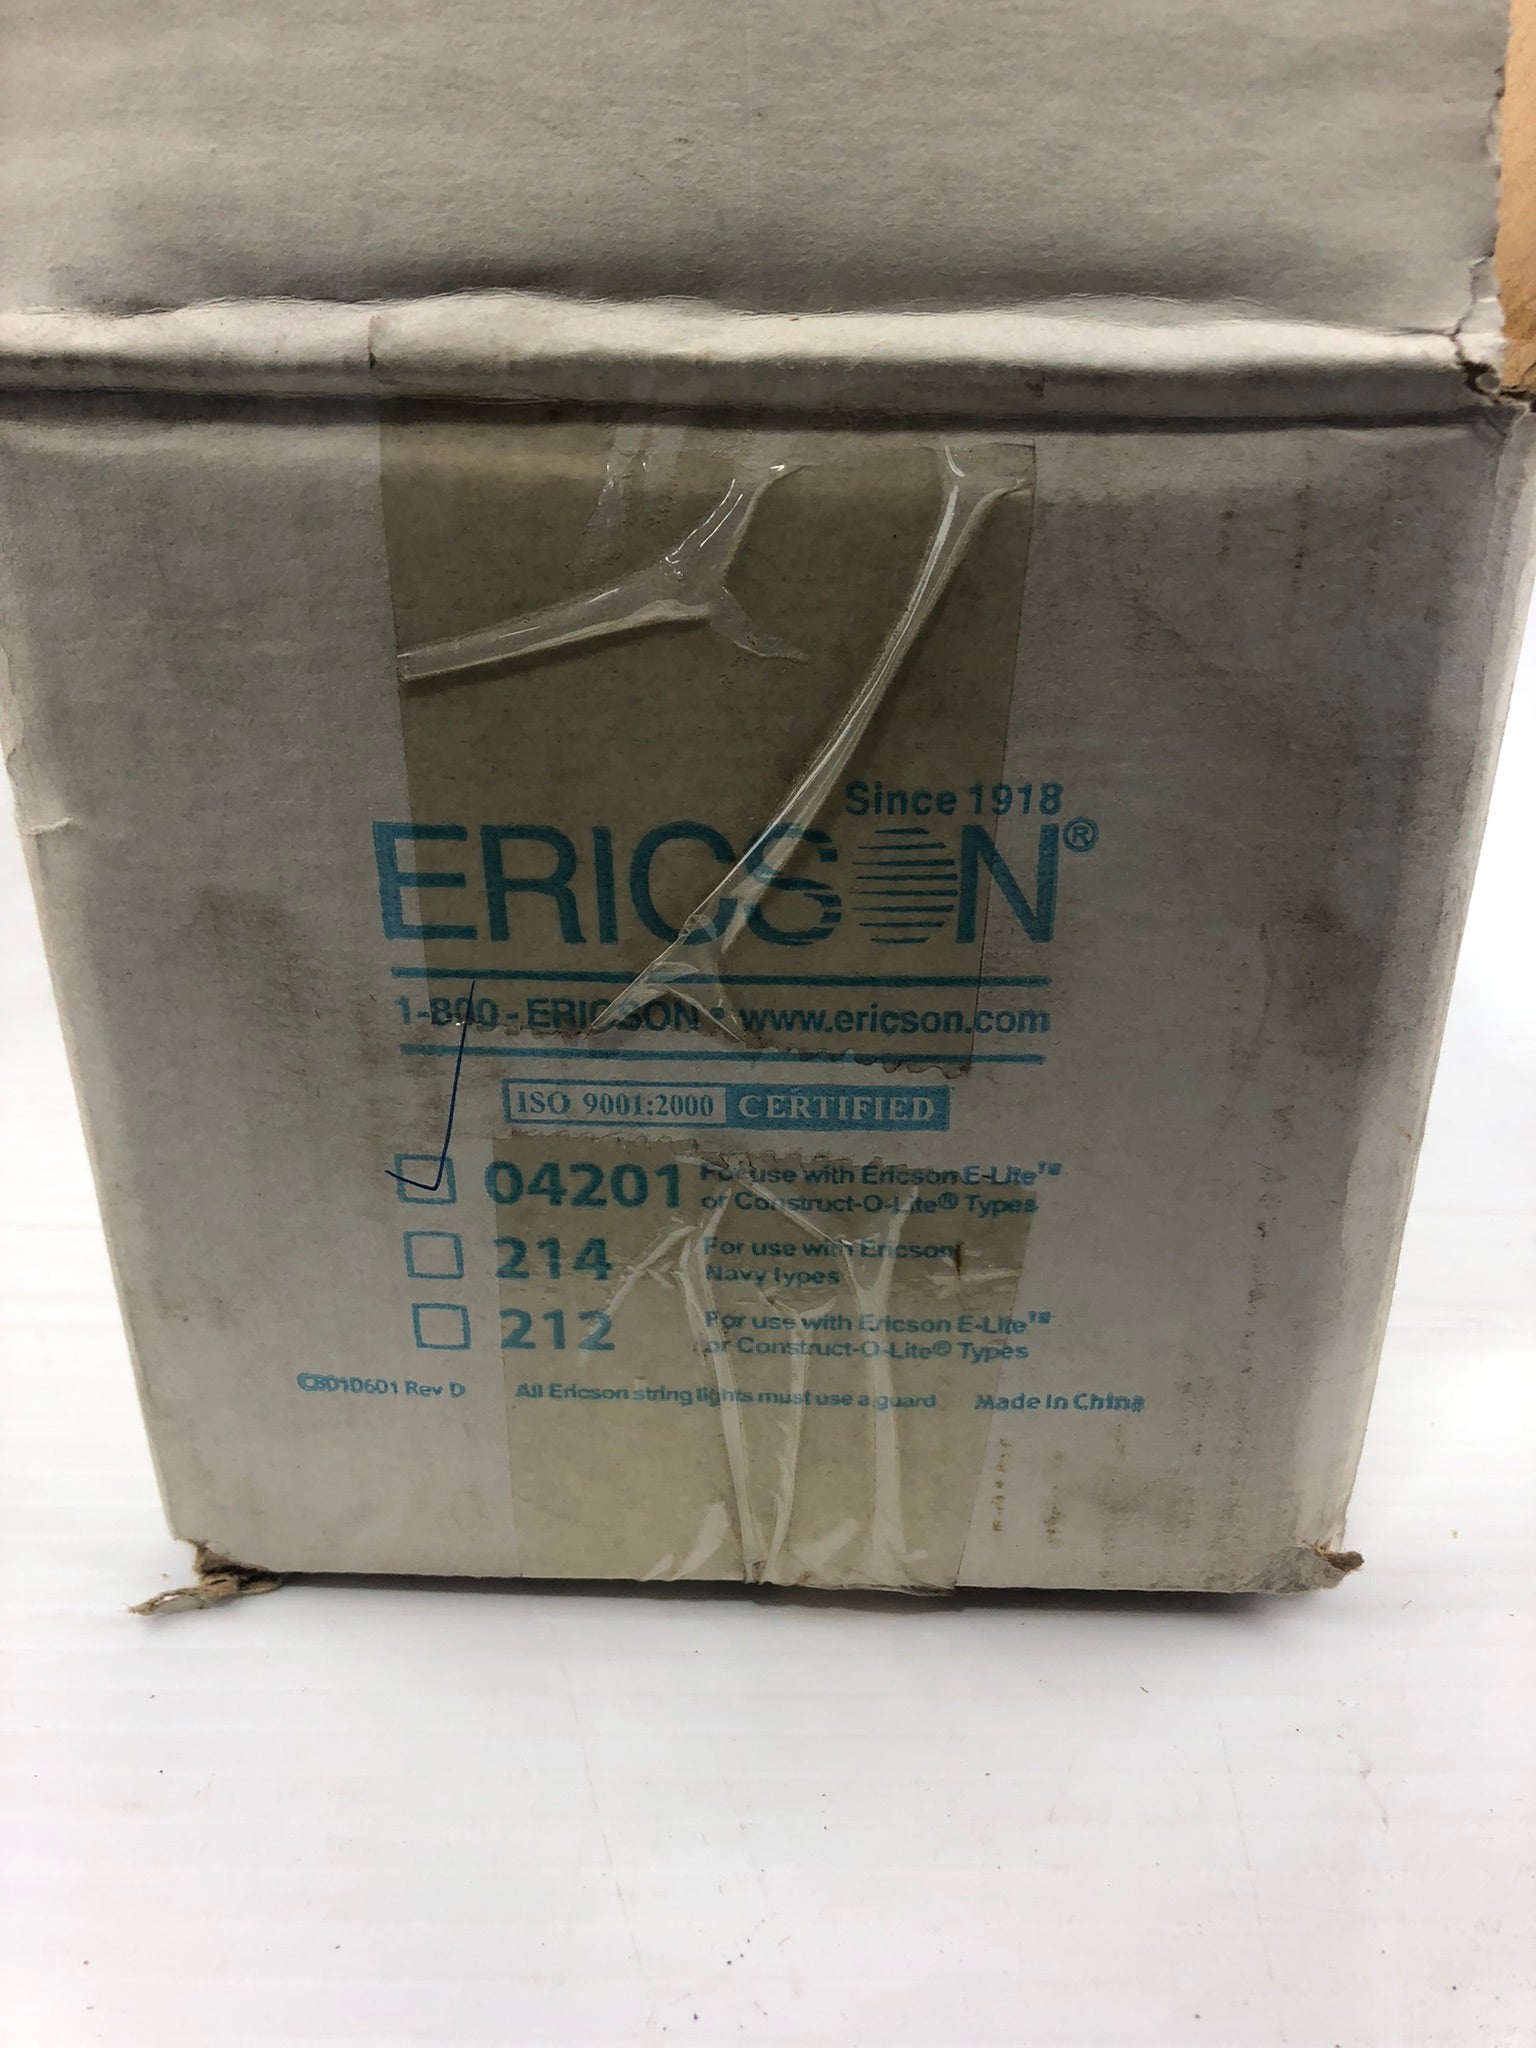 Since 1918
ERICSON®
1-800-ERICSON • www.ericson.com
ISO 9001:2000 CERTIFIED
04201 For use with Ericson E-Lite™
or Construct-O-Lite® Types
214 For use with Ericson
Navy types
212 For use with Ericson E-Lite™
or Construct-O-Lite® Types
CB010601 Rev D All Ericson string lights must use a guard Made In China